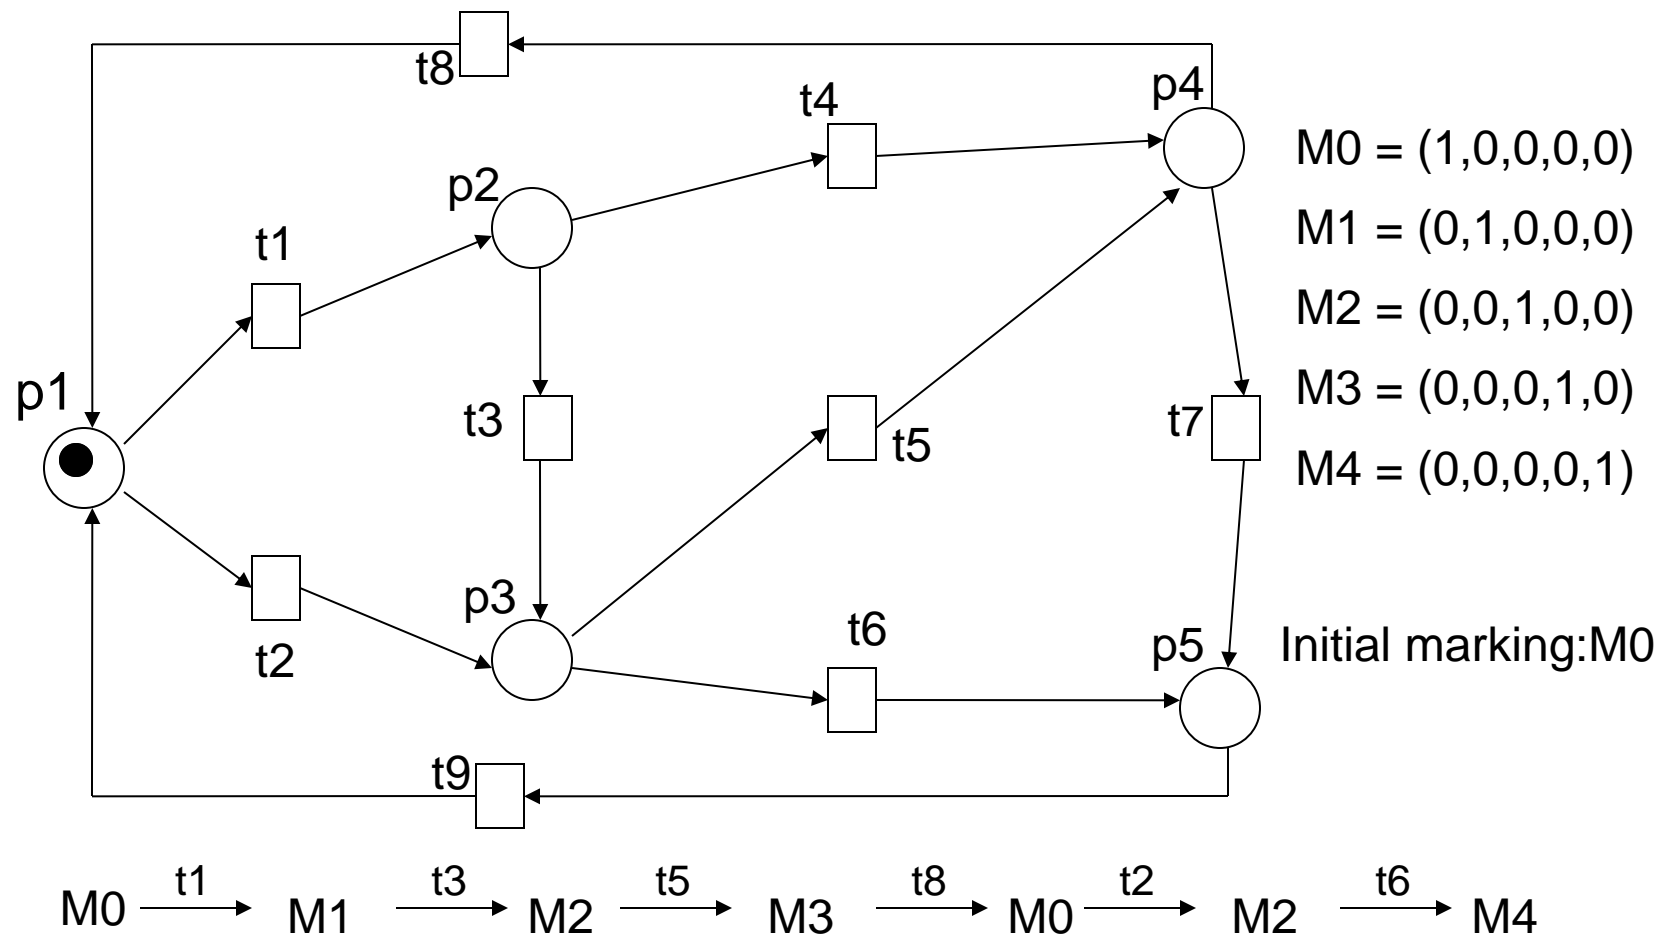 t8
p4
t4
M0 = (1,0,0,0,0)
p2
M1 = (0,1,0,0,0)
t1
M2 = (0,0,1,0,0)
p1
M3 = (0,0,0,1,0)
t3
t5
t7
M4 = (0,0,0,0,1)
p3
t6
p5
Initial marking:M0
t2
t9
t1 t3 t5 t8 t2 t6
M0 M1 M2 M3 M0 M2 M4